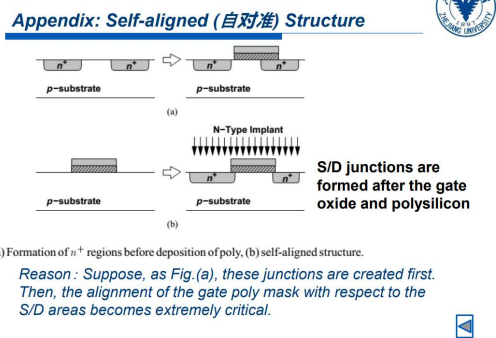 Appendix: Self-aligned (自对准) Structure
ZHEJIANG UNIVERSITY
1897
n+ n+ n+ n+
p−substrate p−substrate
(a)
N−Type Implant
n+ n+
p−substrate p−substrate
(b)
S/D junctions are
formed after the gate
oxide and polysilicon
) Formation of n+ regions before deposition of poly, (b) self-aligned structure.
Reason : Suppose, as Fig.(a), these junctions are created first.
Then, the alignment of the gate poly mask with respect to the
S/D areas becomes extremely critical.